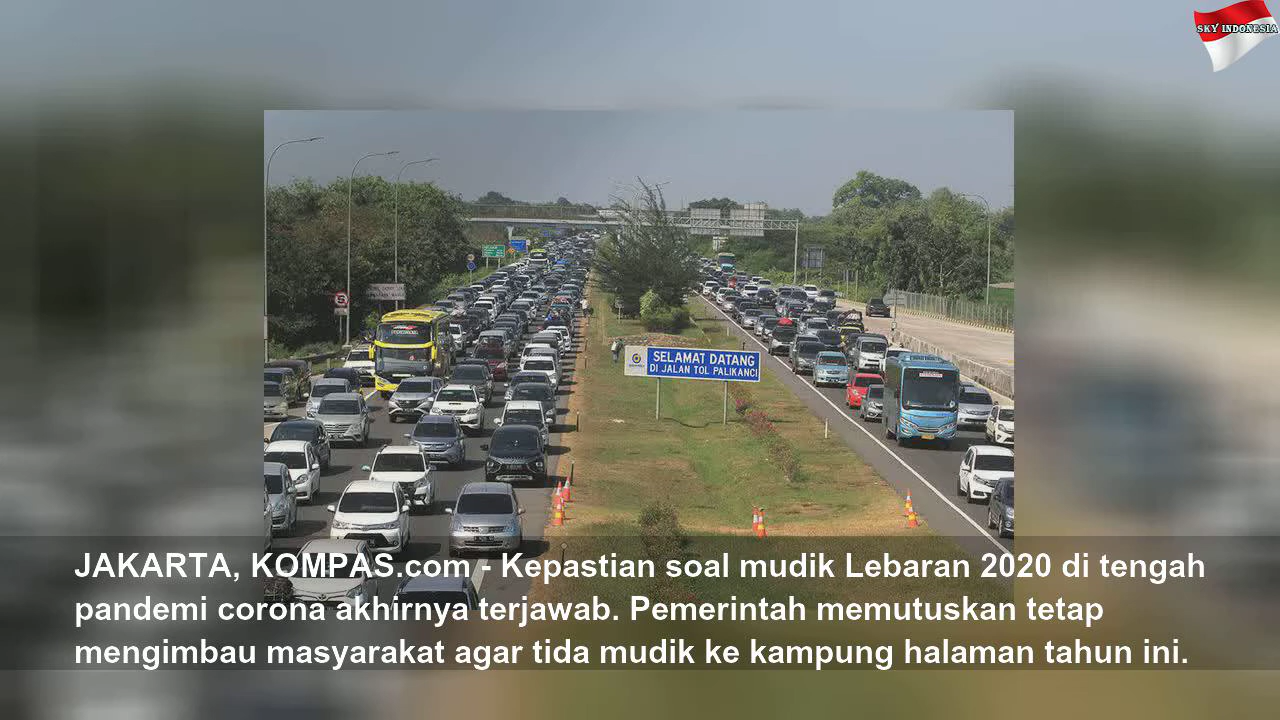 SKY INDONESIA
SELAMAT DATANG
DI JALAN TOL PALIKANCI
JAKARTA, KOMPAS.com - Kepastian soal mudik Lebaran 2020 di tengah
pandemi corona akhirnya terjawab. Pemerintah memutuskan tetap
mengimbau masyarakat agar tida mudik ke kampung halaman tahun ini.